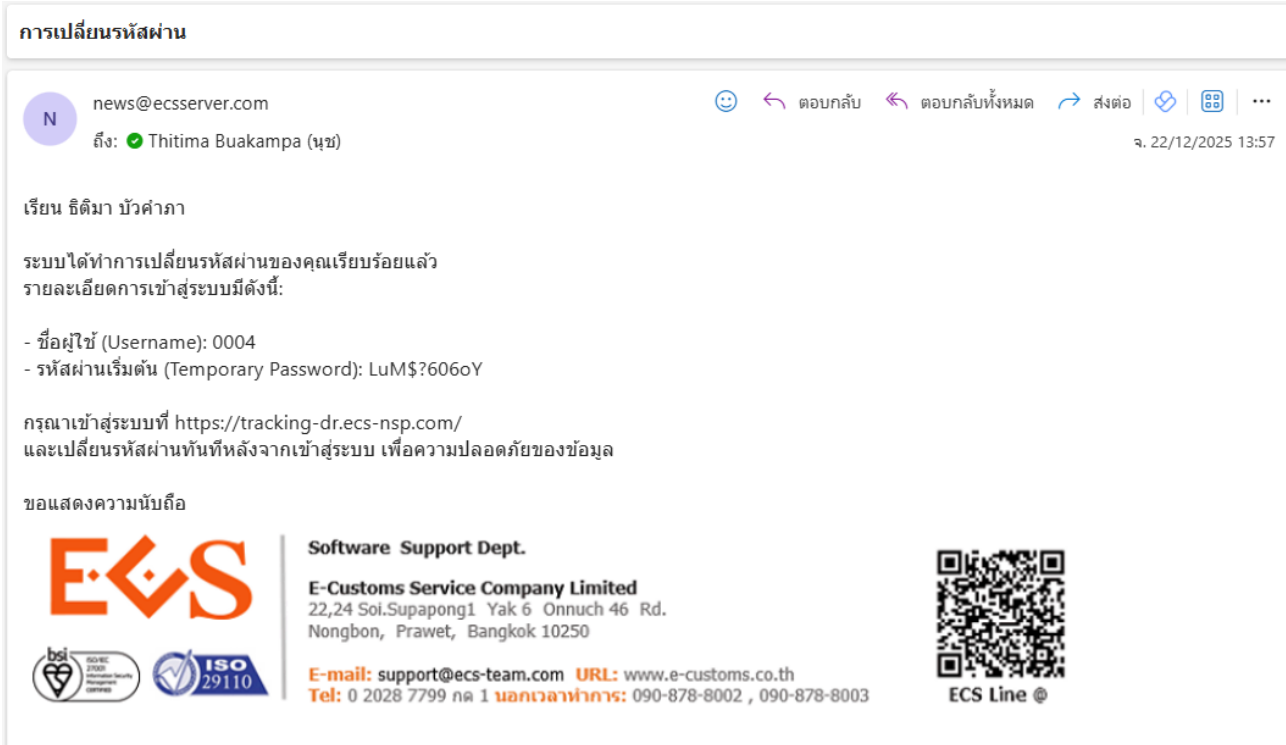 การเปลี่ยนรหัสผ่าน
N
news@ecsserver.com
ตอบกลับ ตอบกลับทั้งหมด ส่งต่อ
ถึง: Thitima Buakampa (นุช)
จ. 22/12/2025 13:57
เรียน ธิติมา บัวคำภา
ระบบได้ทำการเปลี่ยนรหัสผ่านของคุณเรียบร้อยแล้ว
รายละเอียดการเข้าสู่ระบบมีดังนี้:
- ชื่อผู้ใช้ (Username): 0004
- รหัสผ่านเริ่มต้น (Temporary Password): LuM$?606oY
กรุณาเข้าสู่ระบบที่ https://tracking-dr.ecs-nsp.com/
และเปลี่ยนรหัสผ่านทันทีหลังจากเข้าสู่ระบบ เพื่อความปลอดภัยของข้อมูล
ขอแสดงความนับถือ
ECS
Software Support Dept.
E-Customs Service Company Limited
22,24 Soi.Supapong1 Yak 6 Onnuch 46 Rd.
Nongbon, Prawet, Bangkok 10250
E-mail: support@ecs-team.com URL: www.e-customs.co.th
Tel: 0 2028 7799 กด 1 นอกเวลาทำการ: 090-878-8002 , 090-878-8003
bsi
ISO/IEC
27001
Information Security
Management
CERTIFIED
ISO
29110
ECS Line @